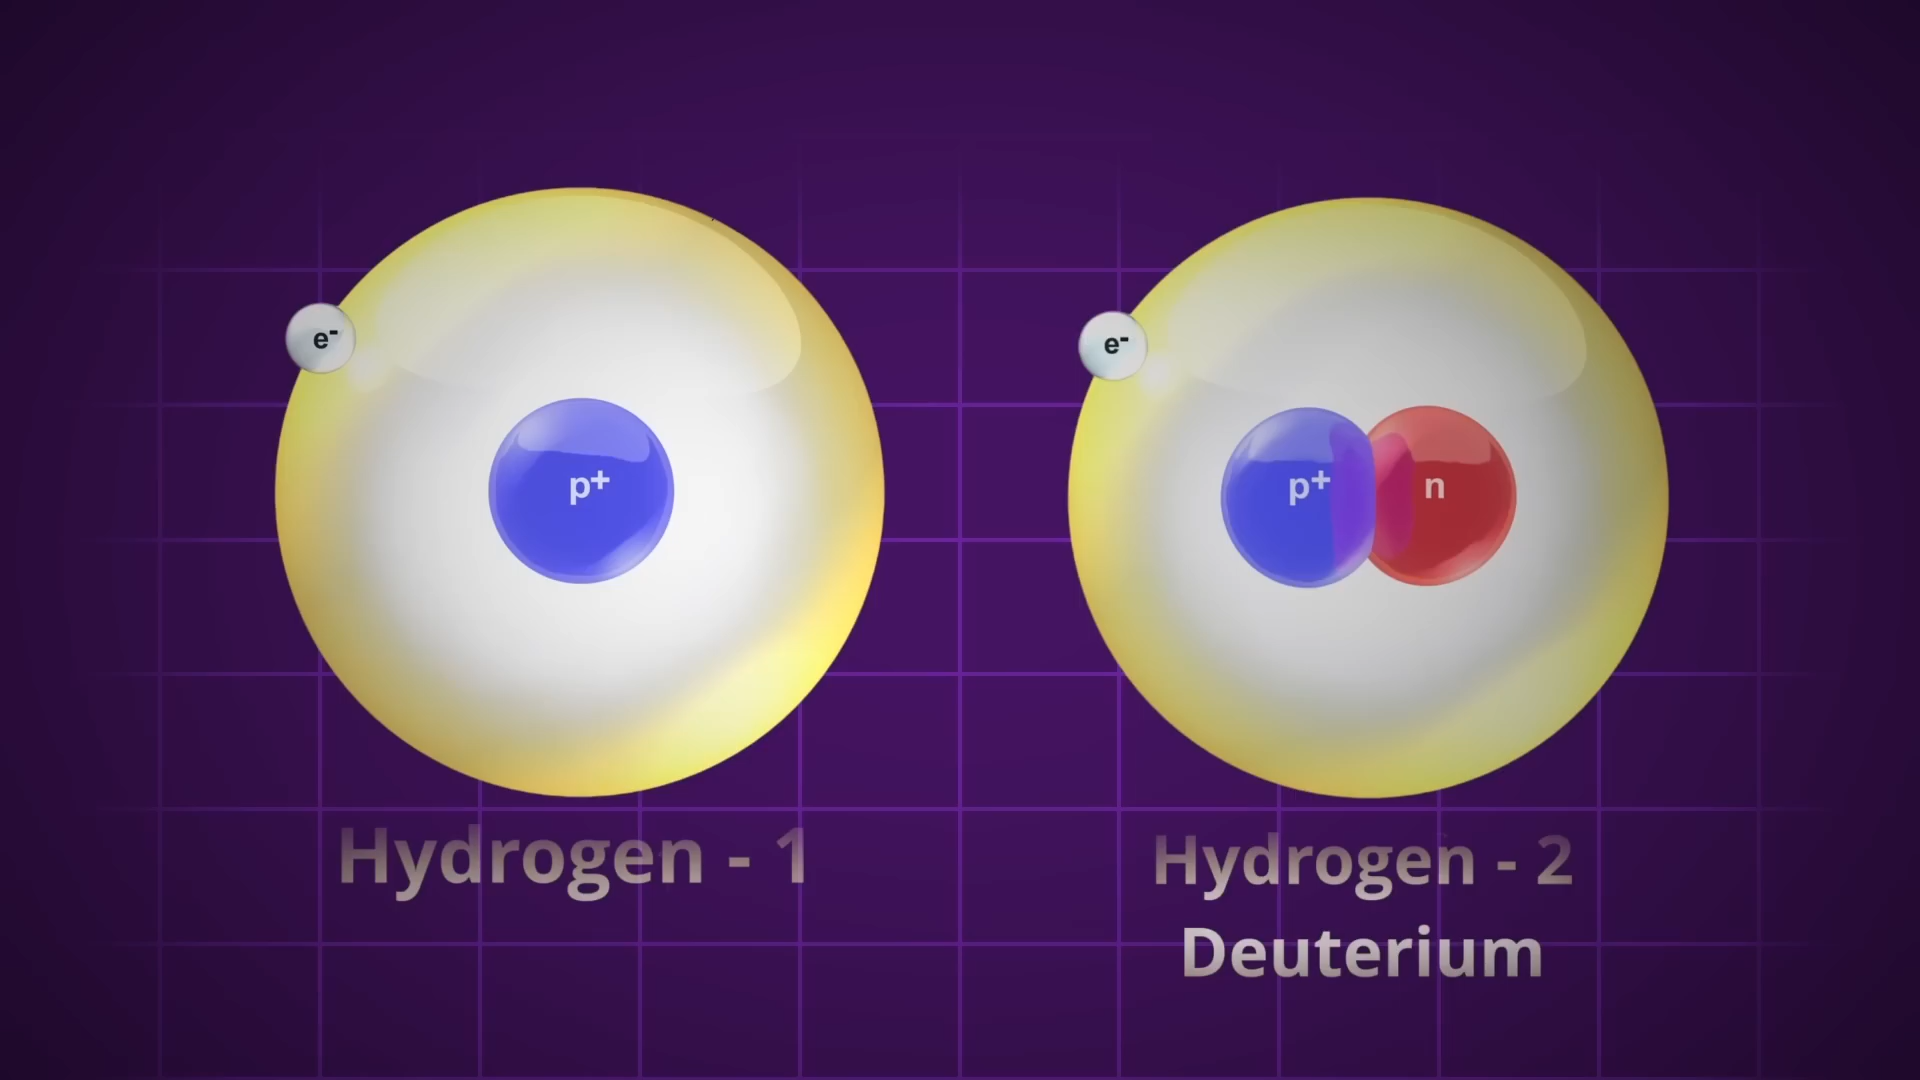 e-
p+
Hydrogen - 1
e-
p+ n
Hydrogen - 2
Deuterium